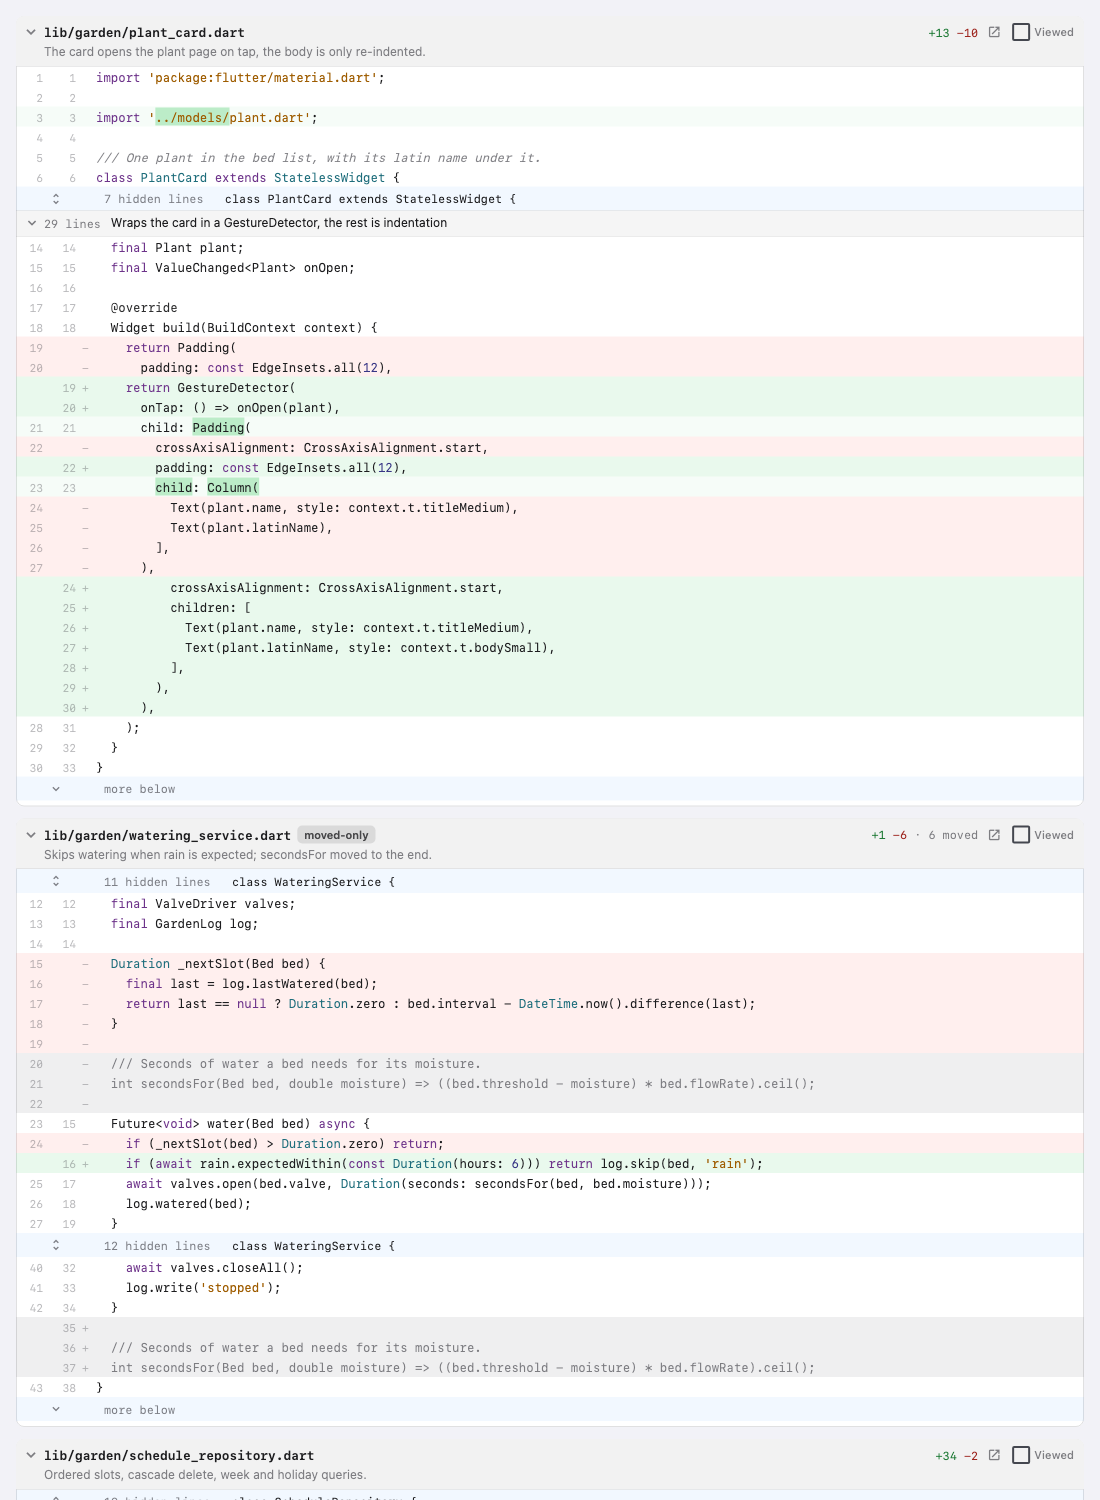 lib/garden/plant_card.dart +13 −10 Viewed
The card opens the plant page on tap, the body is only re-indented.
1 1 import 'package:flutter/material.dart';
2 2
3 3 import '../models/plant.dart';
4 4
5 5 /// One plant in the bed list, with its latin name under it.
6 6 class PlantCard extends StatelessWidget {
7 hidden lines class PlantCard extends StatelessWidget {
29 lines Wraps the card in a GestureDetector, the rest is indentation
14 14 final Plant plant;
15 15 final ValueChanged<Plant> onOpen;
16 16
17 17 @override
18 18 Widget build(BuildContext context) {
19 − return Padding(
20 − padding: const EdgeInsets.all(12),
19 + return GestureDetector(
20 + onTap: () => onOpen(plant),
21 21 child: Padding(
22 − crossAxisAlignment: CrossAxisAlignment.start,
22 + padding: const EdgeInsets.all(12),
23 23 child: Column(
24 − Text(plant.name, style: context.t.titleMedium),
25 − Text(plant.latinName),
26 − ],
27 − ),
24 + crossAxisAlignment: CrossAxisAlignment.start,
25 + children: [
26 + Text(plant.name, style: context.t.titleMedium),
27 + Text(plant.latinName, style: context.t.bodySmall),
28 + ],
29 + ),
30 + ),
28 31 );
29 32 }
30 33 }
more below
lib/garden/watering_service.dart moved-only +1 −6 · 6 moved Viewed
Skips watering when rain is expected; secondsFor moved to the end.
11 hidden lines class WateringService {
12 12 final ValveDriver valves;
13 13 final GardenLog log;
14 14
15 − Duration _nextSlot(Bed bed) {
16 − final last = log.lastWatered(bed);
17 − return last == null ? Duration.zero : bed.interval − DateTime.now().difference(last);
18 − }
19 −
20 − /// Seconds of water a bed needs for its moisture.
21 − int secondsFor(Bed bed, double moisture) => ((bed.threshold − moisture) * bed.flowRate).ceil();
22 −
23 15 Future<void> water(Bed bed) async {
24 − if (_nextSlot(bed) > Duration.zero) return;
16 + if (await rain.expectedWithin(const Duration(hours: 6))) return log.skip(bed, 'rain');
25 17 await valves.open(bed.valve, Duration(seconds: secondsFor(bed, bed.moisture)));
26 18 log.watered(bed);
27 19 }
12 hidden lines class WateringService {
40 32 await valves.closeAll();
41 33 log.write('stopped');
42 34 }
35 +
36 + /// Seconds of water a bed needs for its moisture.
37 + int secondsFor(Bed bed, double moisture) => ((bed.threshold − moisture) * bed.flowRate).ceil();
43 38 }
more below
lib/garden/schedule_repository.dart +34 −2 Viewed
Ordered slots, cascade delete, week and holiday queries.